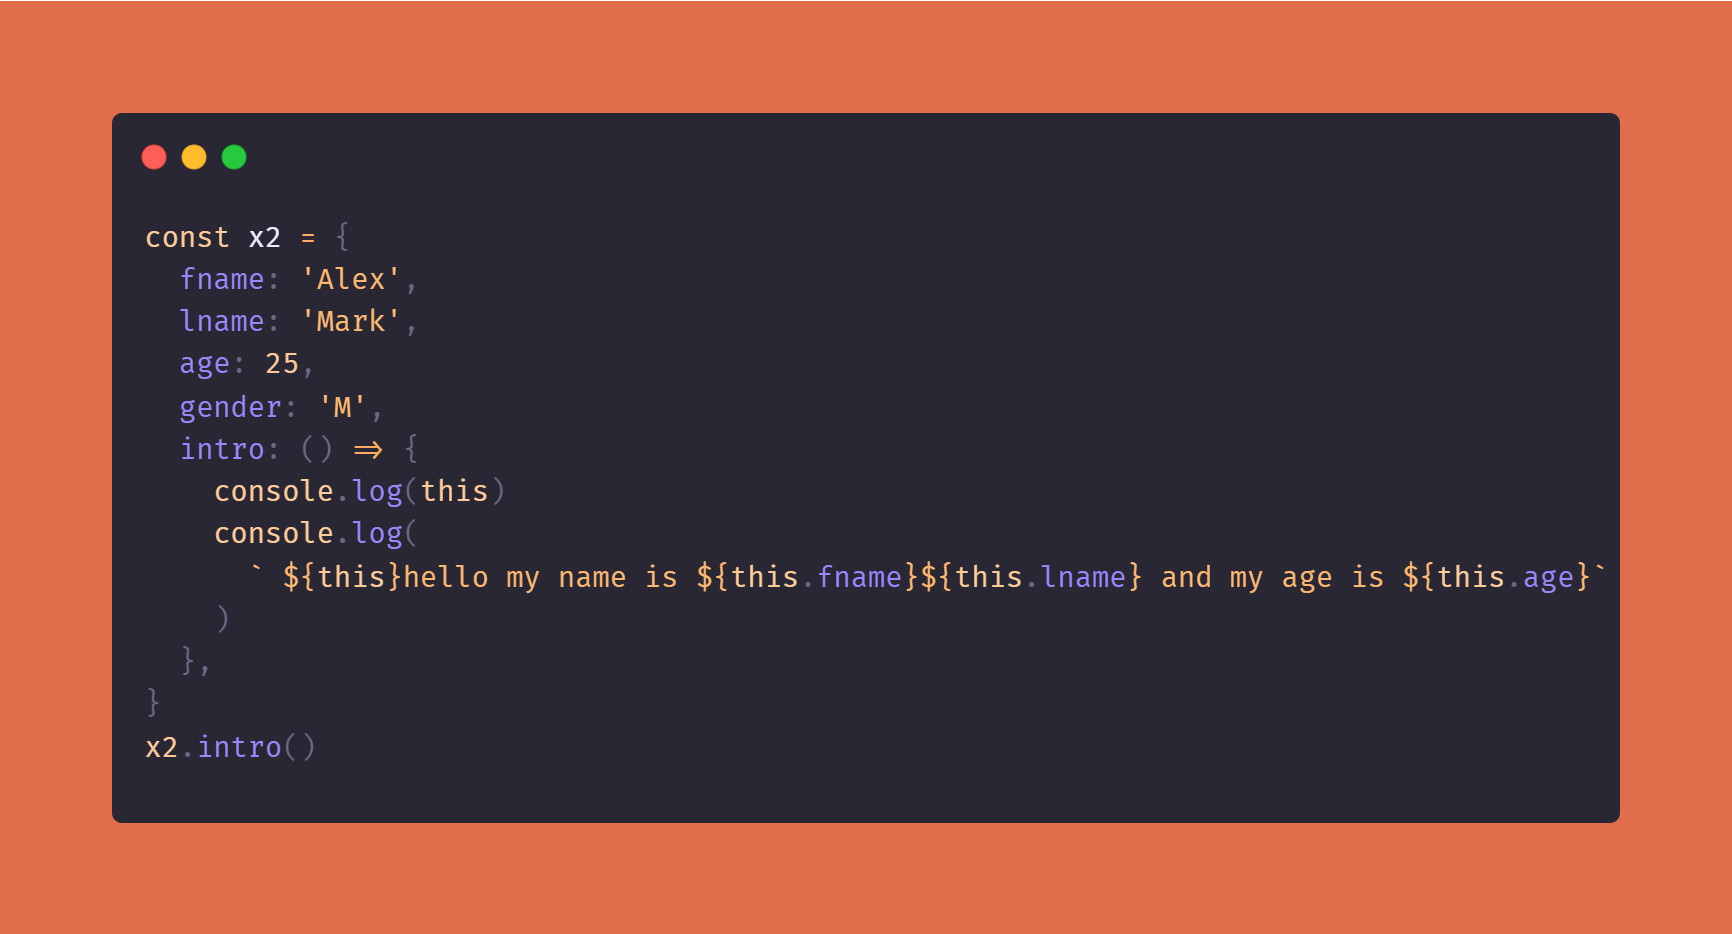 const x2 = {
  fname: 'Alex',
  lname: 'Mark',
  age: 25,
  gender: 'M',
  intro: () => {
    console.log(this)
    console.log(
      ` ${this}hello my name is ${this.fname}${this.lname} and my age is ${this.age}`
    )
  },
}
x2.intro()